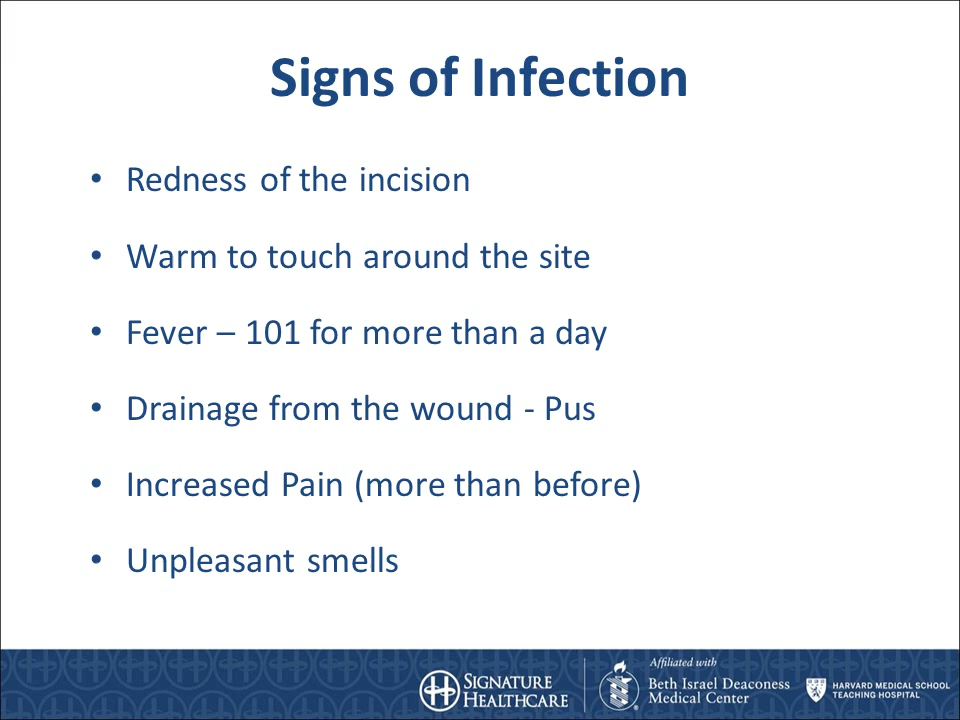 Signs of Infection
• Redness of the incision
• Warm to touch around the site
• Fever – 101 for more than a day
• Drainage from the wound - Pus
• Increased Pain (more than before)
• Unpleasant smells
SIGNATURE
HEALTHCARE
Affiliated with
Beth Israel Deaconess
Medical Center
HARVARD MEDICAL SCHOOL
TEACHING HOSPITAL